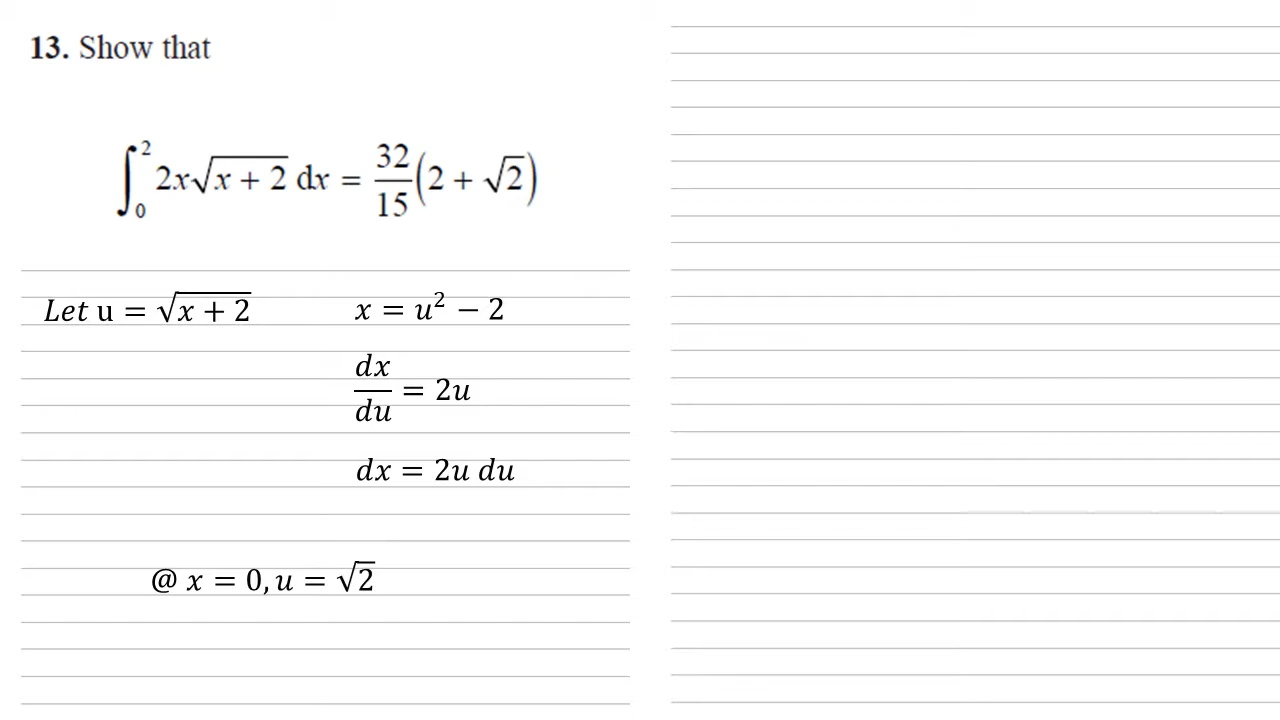 13. Show that
∫₀² 2x√(x + 2) dx = 32/15 (2 + √2)
Let u = √(x + 2)
x = u² − 2
dx/du = 2u
dx = 2u du
@ x = 0, u = √2